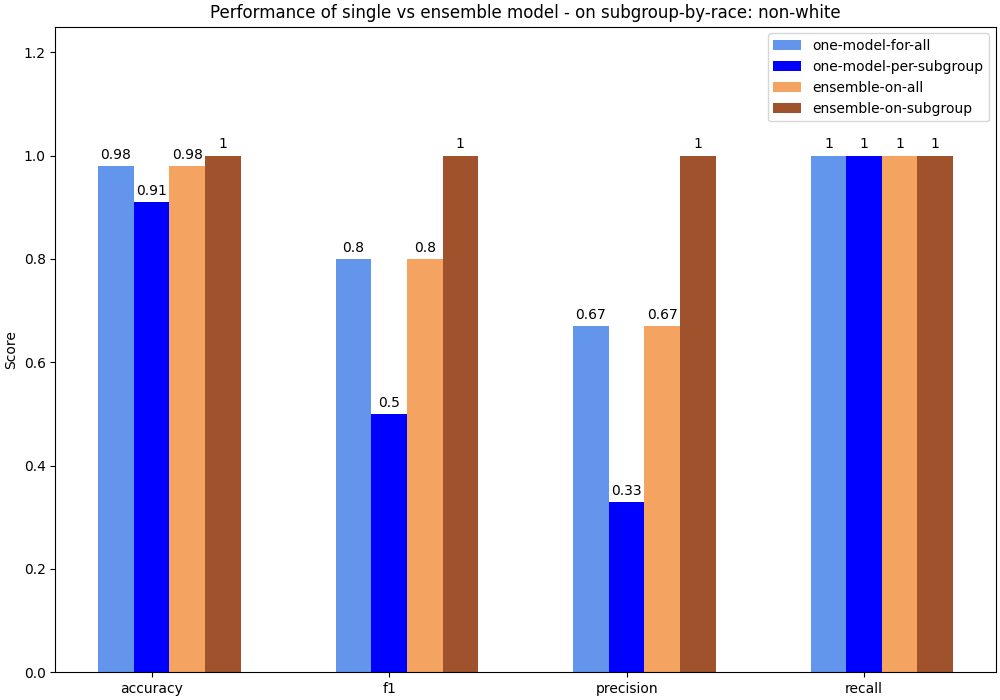 Performance of single vs ensemble model - on subgroup-by-race: non-white
one-model-for-all
one-model-per-subgroup
ensemble-on-all
ensemble-on-subgroup
Score
1.2
1.0
0.8
0.6
0.4
0.2
0.0
0.98
0.91
0.98
1
0.8
0.5
0.8
1
0.67
0.33
0.67
1
1
1
1
1
accuracy
f1
precision
recall